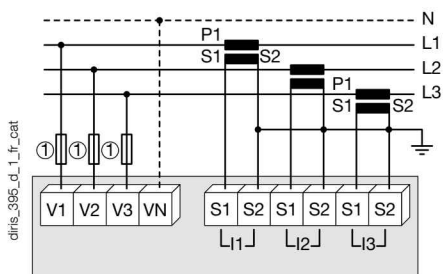 N
P1
L1
S1 S2
L2
P1
L3
S1 S2
① ① ①
diris_395_d_1_fr_cat
V1 V2 V3 VN S1 S2 S1 S2 S1 S2
I1 I2 I3